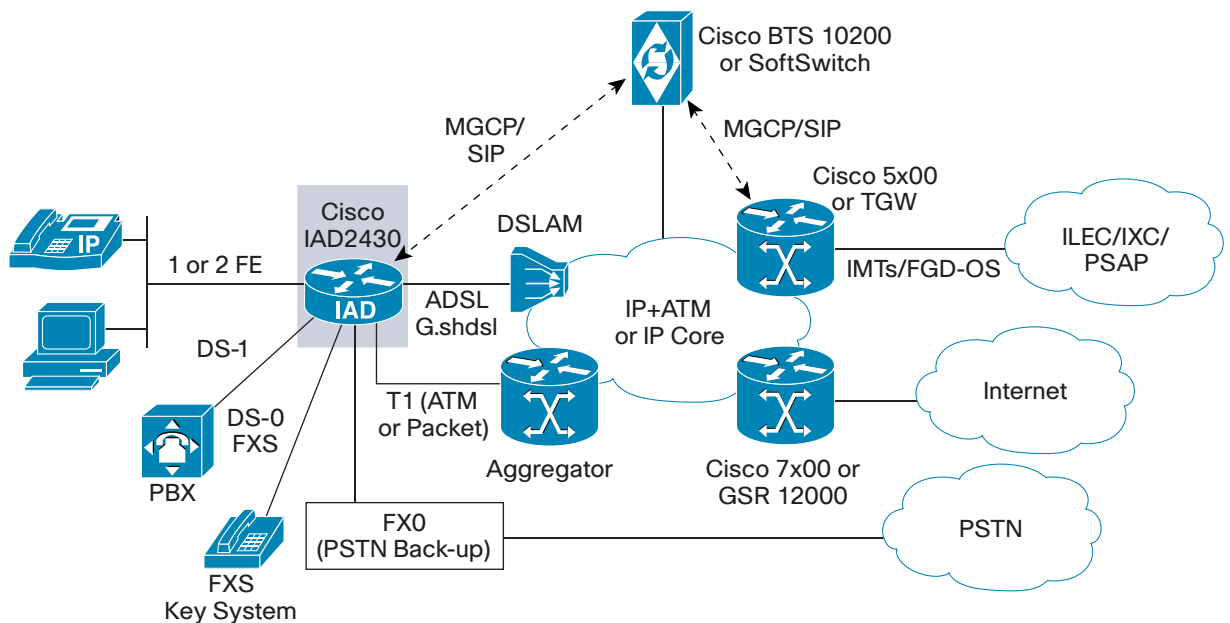 Cisco BTS 10200
or SoftSwitch
MGCP/
SIP
MGCP/SIP
Cisco
IAD2430
DSLAM
Cisco 5x00
or TGW
ILEC/IXC/
PSAP
IP
1 or 2 FE
IAD
ADSL
G.shdsl
IP+ATM
or IP Core
IMTs/FGD-OS
DS-1
DS-0
FXS
T1 (ATM
or Packet)
Internet
PBX
Aggregator
Cisco 7x00 or
GSR 12000
FX0
(PSTN Back-up)
PSTN
FXS
Key System